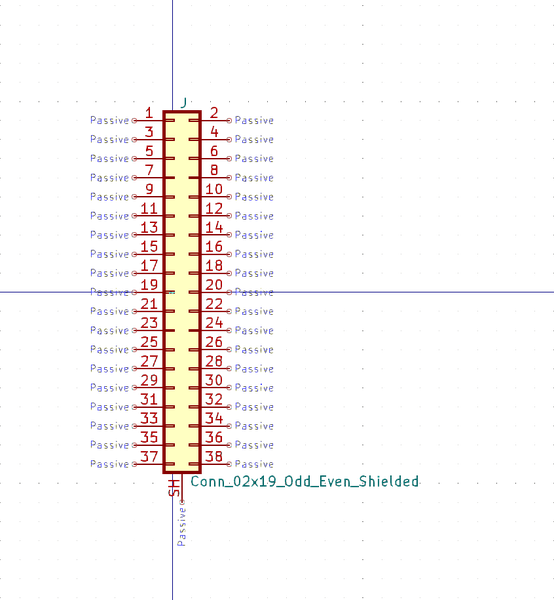 J
Passive 1 2 Passive
Passive 3 4 Passive
Passive 5 6 Passive
Passive 7 8 Passive
Passive 9 10 Passive
Passive 11 12 Passive
Passive 13 14 Passive
Passive 15 16 Passive
Passive 17 18 Passive
Passive 19 20 Passive
Passive 21 22 Passive
Passive 23 24 Passive
Passive 25 26 Passive
Passive 27 28 Passive
Passive 29 30 Passive
Passive 31 32 Passive
Passive 33 34 Passive
Passive 35 36 Passive
Passive 37 38 Passive
Conn_02x19_Odd_Even_Shielded
SH
Passive